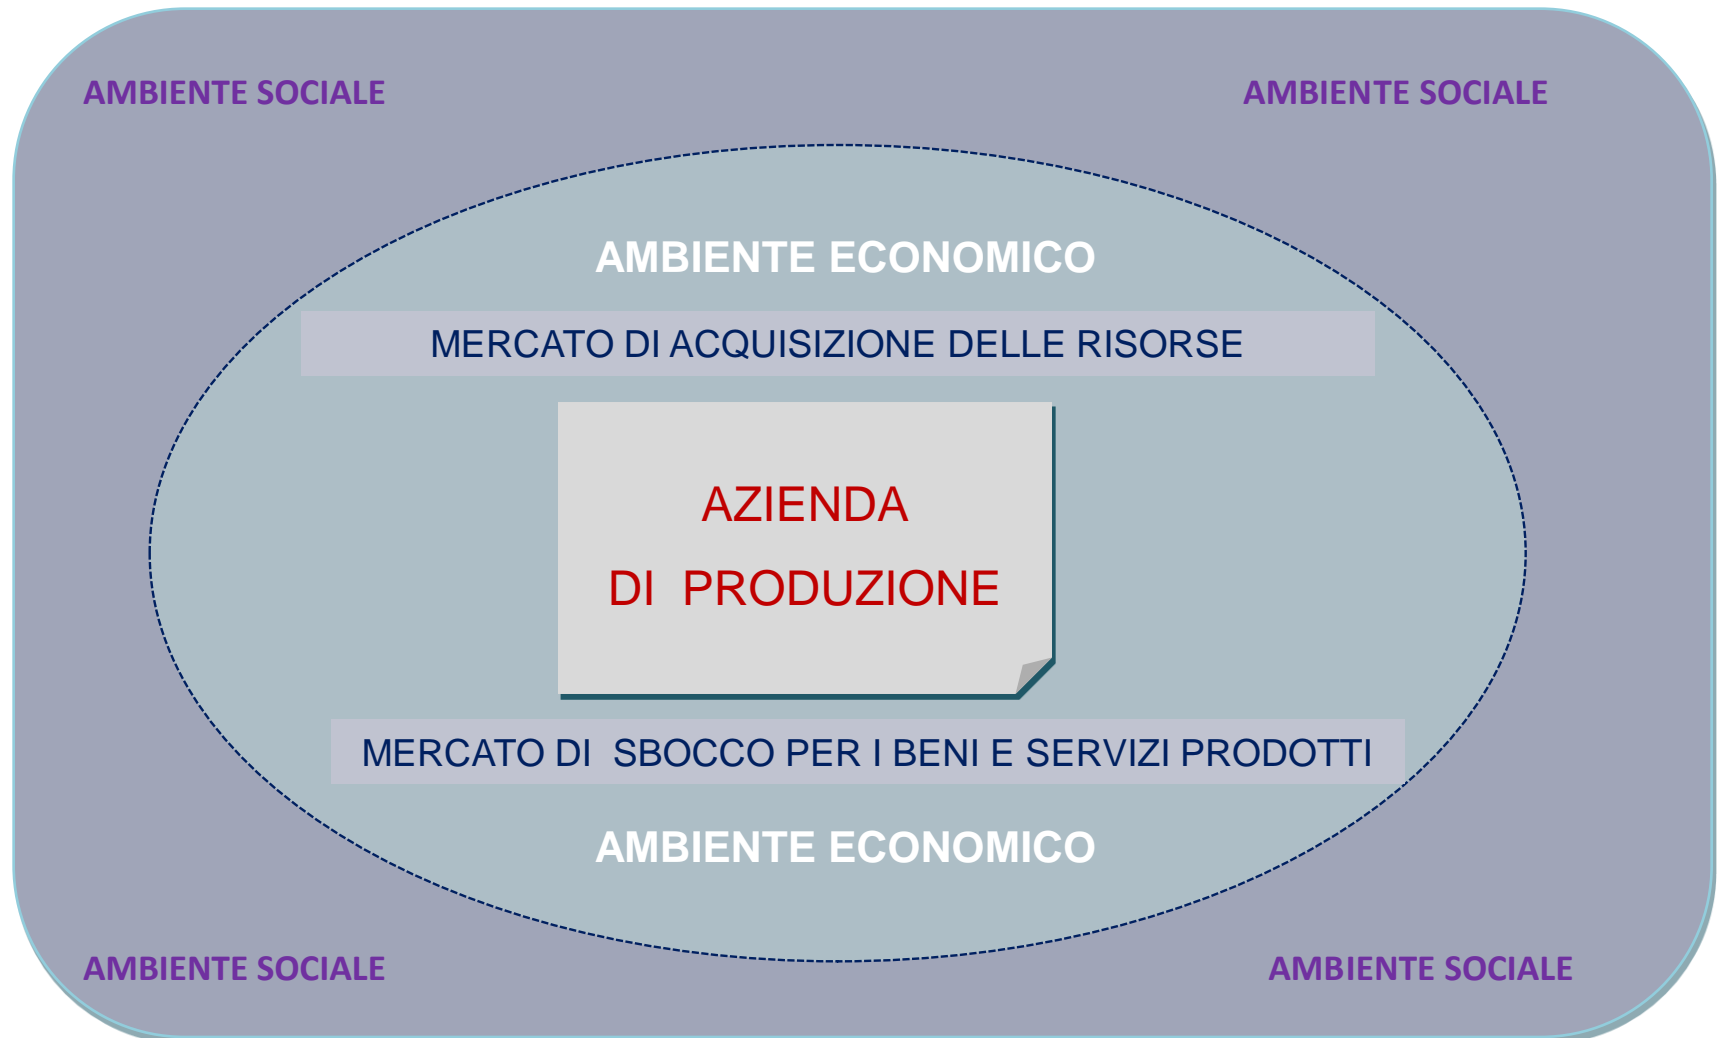 AMBIENTE SOCIALE
AMBIENTE SOCIALE
AMBIENTE ECONOMICO
MERCATO DI ACQUISIZIONE DELLE RISORSE
AZIENDA
DI PRODUZIONE
MERCATO DI SBOCCO PER I BENI E SERVIZI PRODOTTI
AMBIENTE ECONOMICO
AMBIENTE SOCIALE
AMBIENTE SOCIALE